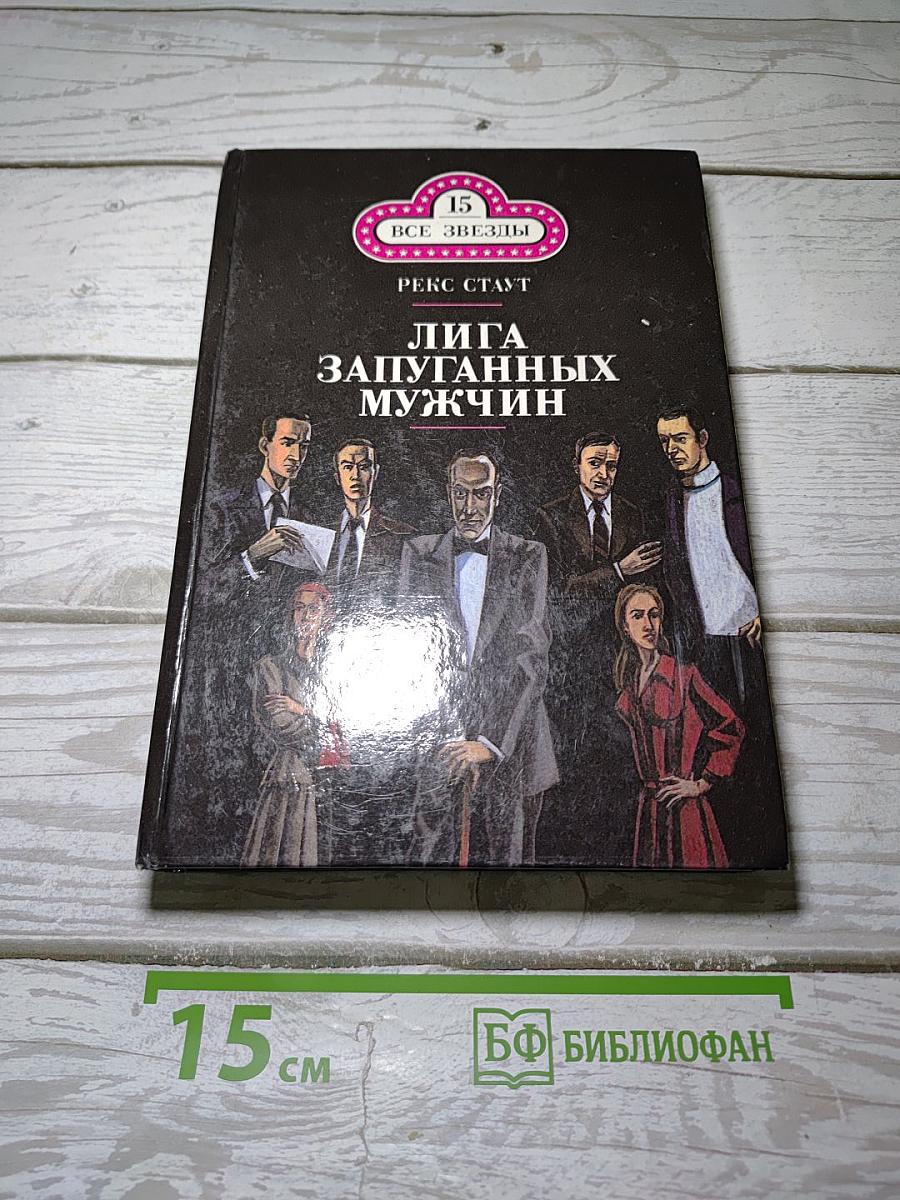 15
ВСЕ ЗВЕЗДЫ
РЕКС СТАУТ
ЛИГА
ЗАПУГАННЫХ
МУЖЧИН
15 см
БФ БИБЛИОФАН